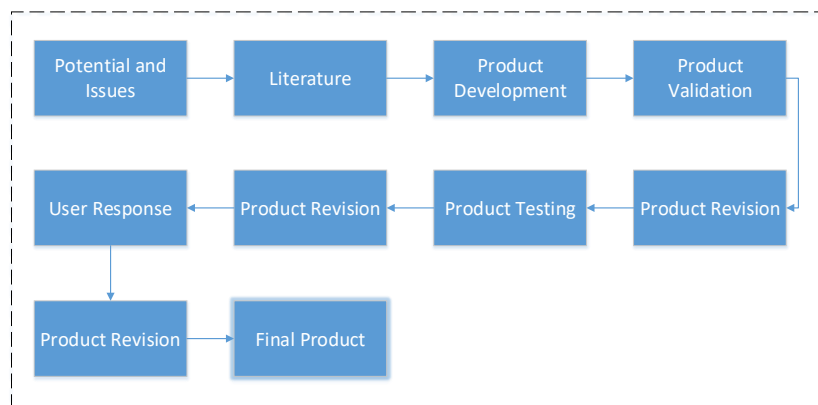 Potential and
Issues
Literature
Product
Development
Product
Validation
Product Revision
Product Testing
Product Revision
User Response
Product Revision
Final Product